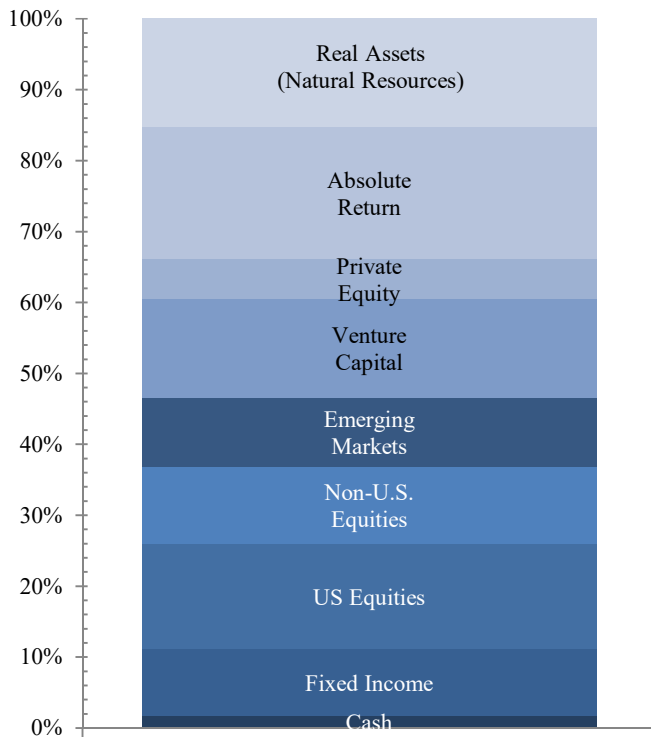 100%
Real Assets
(Natural Resources)
90%
80%
Absolute
Return
70%
Private
Equity
60%
Venture
Capital
50%
Emerging
Markets
40%
Non-U.S.
Equities
30%
20%
US Equities
10%
Fixed Income
Cash
0%